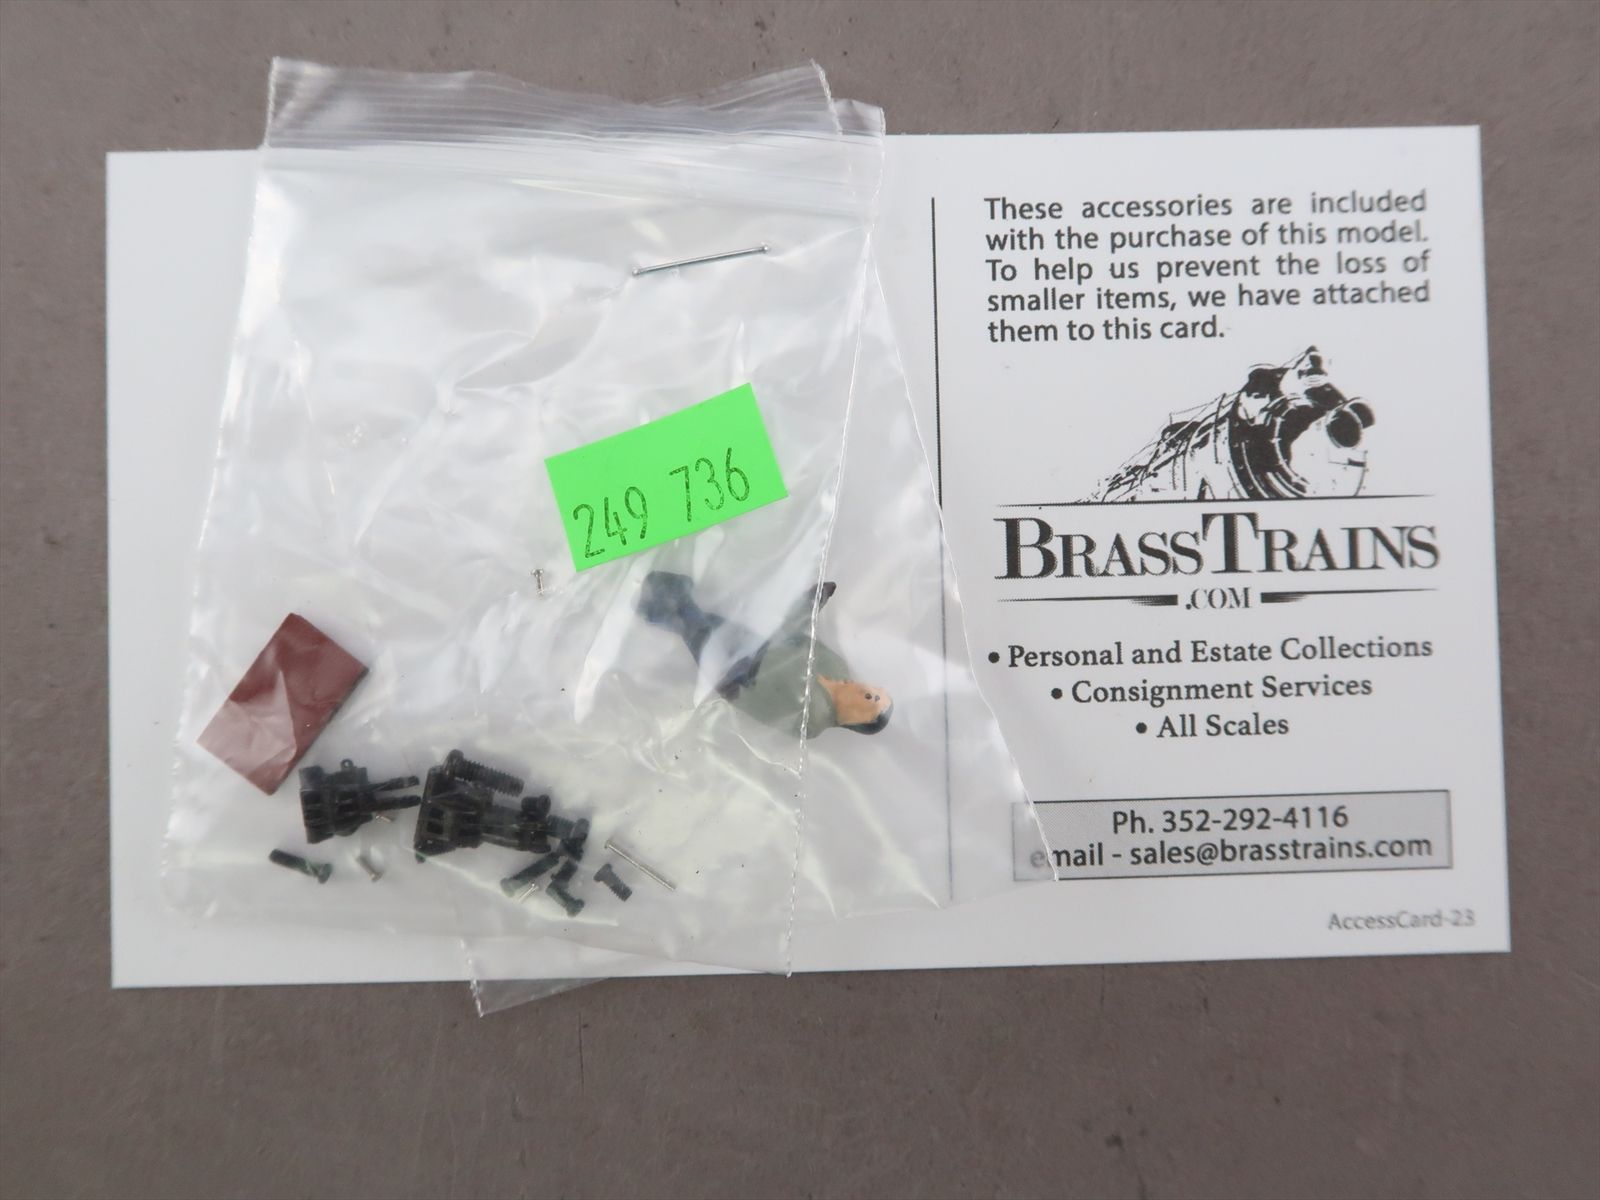 These accessories are included
with the purchase of this model.
To help us prevent the loss of
smaller items, we have attached
them to this card.
249 736
BRASSTRAINS
.COM
• Personal and Estate Collections
• Consignment Services
• All Scales
Ph. 352-292-4116
email - sales@brasstrains.com
AccessCard-23